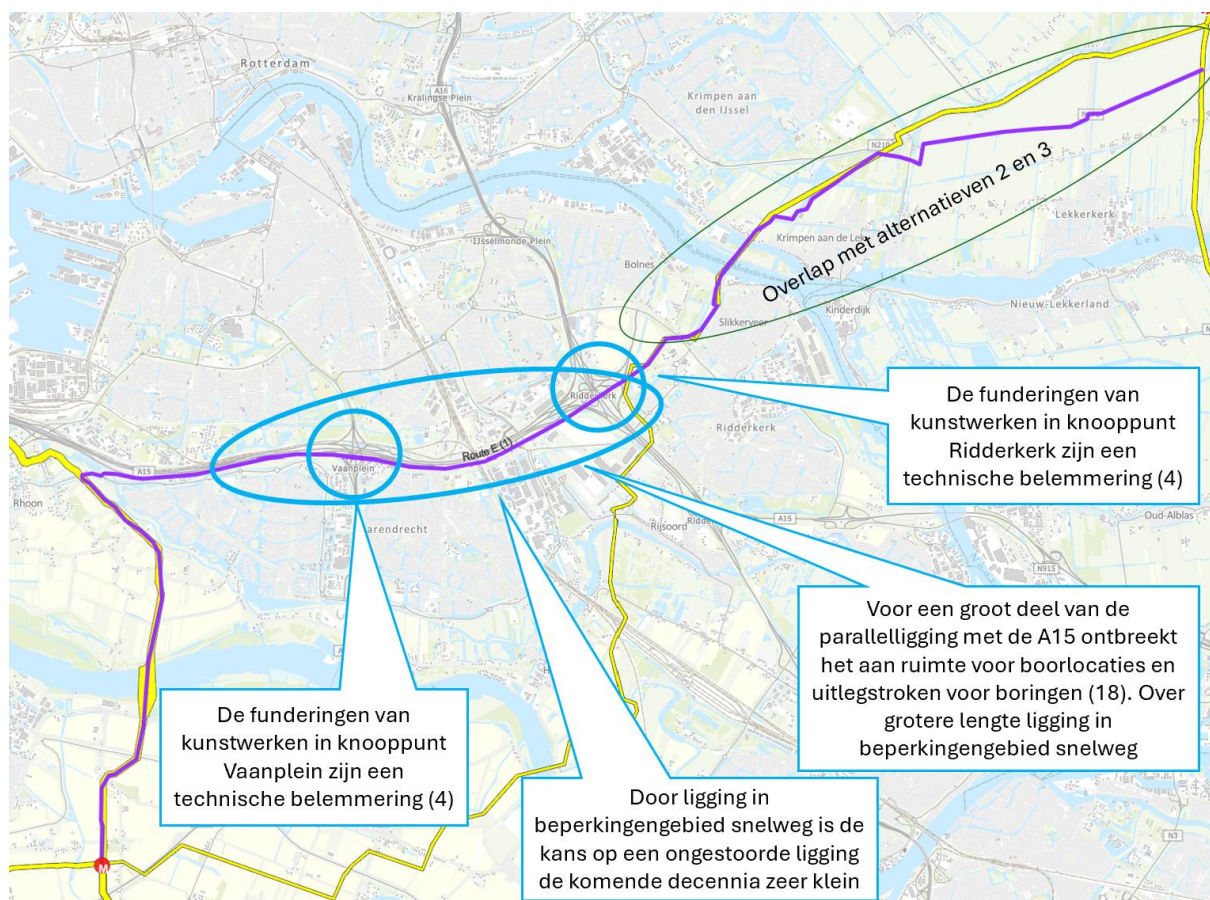 Rotterdam
A16
Kralingse Plein
Krimpen aan
den IJssel
N210
Overlap met alternatieven 2 en 3
Lekkerkerk
Lek
Krimpen aan de Lek
IJsselmonde Plein
Bolnes
Nieuw-Lekkerland
Slikkerveer
Kinderdijk
Ridderkerk
De funderingen van
kunstwerken in knooppunt
Ridderkerk zijn een
technische belemmering (4)
Ridderkerk
Route E (1)
A15
Vaanplein
Rhoon
arendrecht
Rijsoord
A15
Oud-Alblas
N915
Voor een groot deel van de
parallelligging met de A15 ontbreekt
het aan ruimte voor boorlocaties en
uitlegstroken voor boringen (18). Over
grotere lengte ligging in
beperkingengebied snelweg
De funderingen van
kunstwerken in knooppunt
Vaanplein zijn een
technische belemmering (4)
Door ligging in
beperkingengebied snelweg is de
kans op een ongestoorde ligging
de komende decennia zeer klein
N3
M